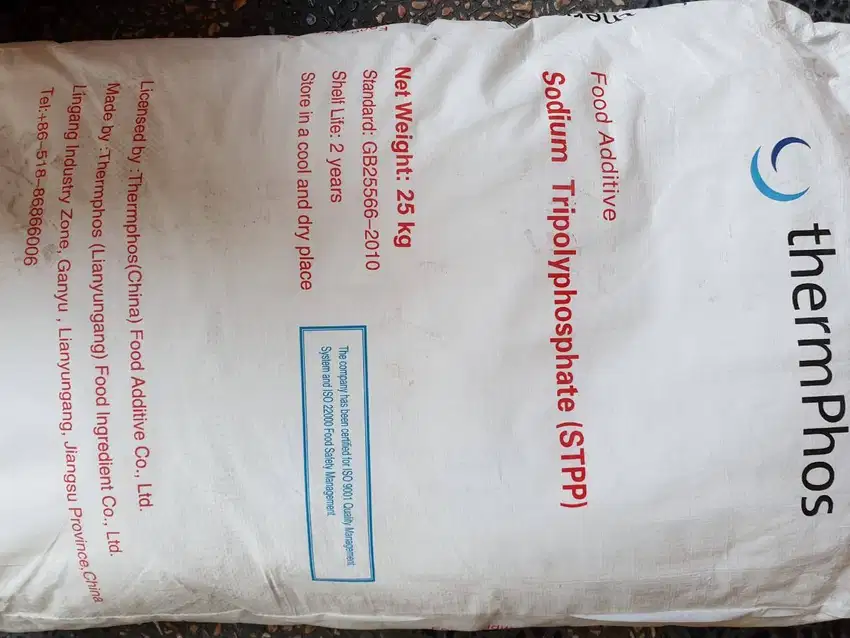 thermPhos
Food Additive
Sodium Tripolyphosphate (STPP)
Net Weight: 25 kg
Standard: GB25566–2010
Shelf Life: 2 years
Store in a cool and dry place
The company has been certified for ISO 9001 Quality Management
System and ISO 22000 Food Safety Management
Licensed by :Thermphos(China) Food Additive Co., Ltd.
Made by :Thermphos (Lianyungang) Food Ingredient Co., Ltd.
Lingang Industry Zone, Ganyu , Lianyungang, Jiangsu Province,China
Tel:+86–518–86866006